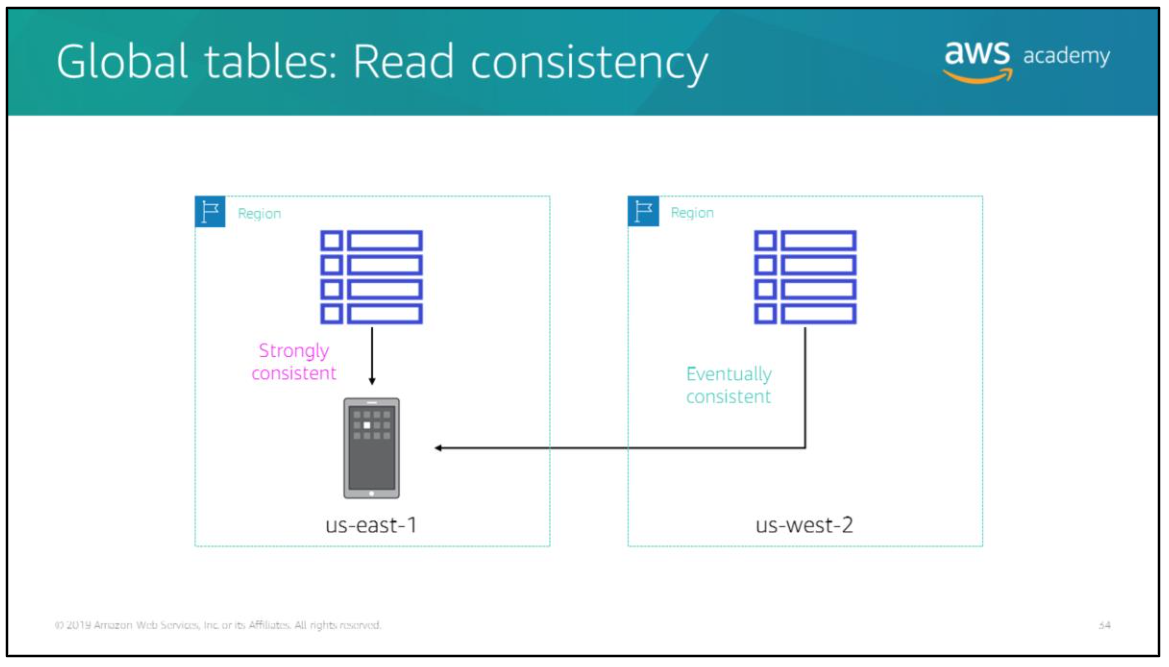 Global tables: Read consistency
aws academy
Region
Region
Strongly
consistent
Eventually
consistent
us-east-1
us-west-2
© 2019 Amazon Web Services, Inc. or its Affiliates. All rights reserved.
34